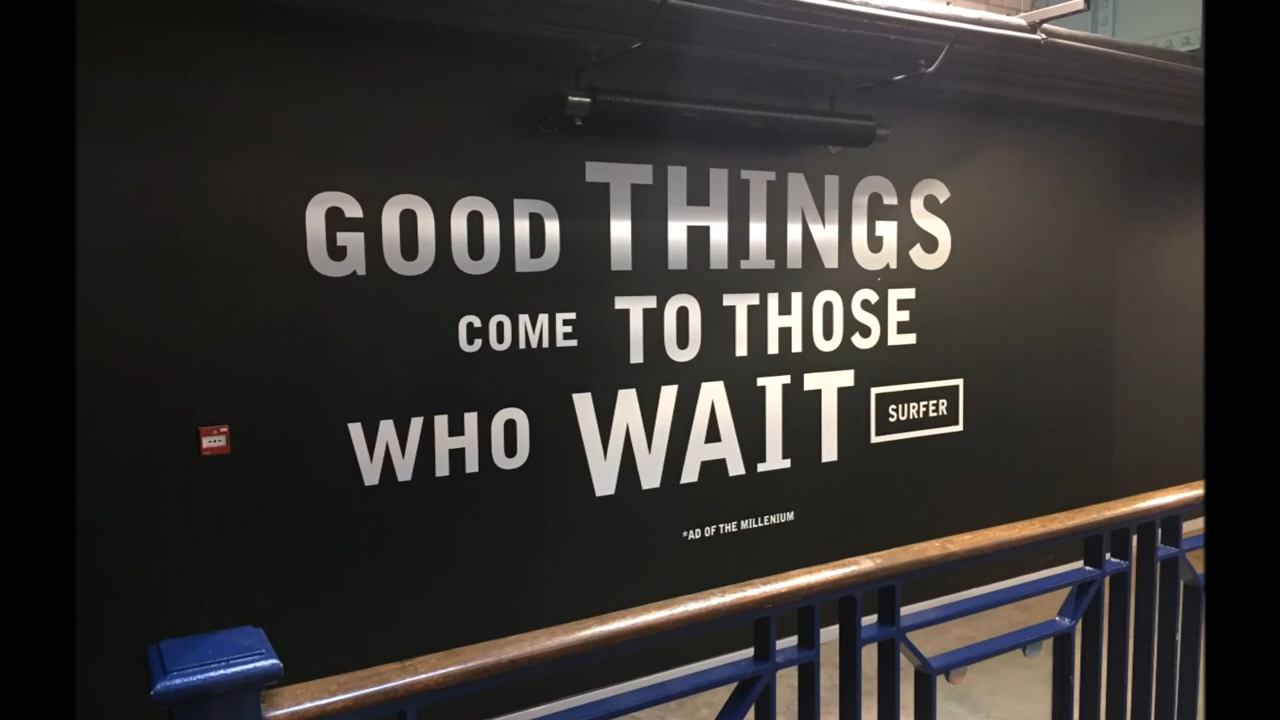 GOOD THINGS
COME TO THOSE
WHO WAIT SURFER
*AD OF THE MILLENIUM